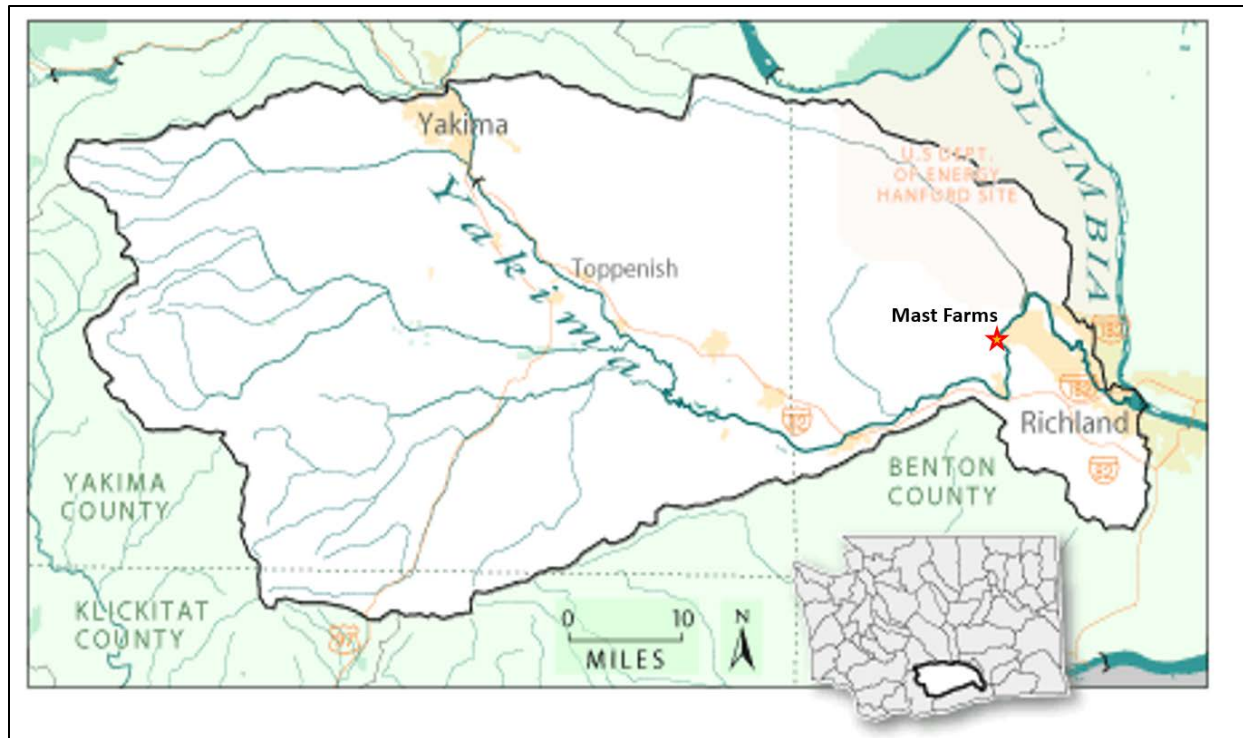 COLUMBIA
Yakima
U.S DEPT.
OF ENERGY
HANFORD SITE
Yakima
Toppenish
Mast Farms
182
182
12
Richland
82
YAKIMA
COUNTY
BENTON
COUNTY
KLICKITAT
COUNTY
97
0 10
MILES
N